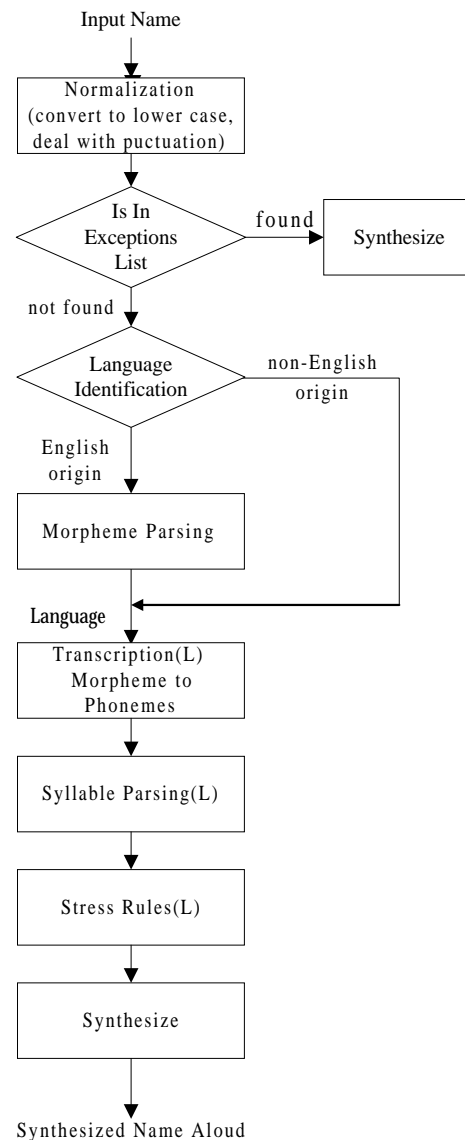 Input Name
Normalization
(convert to lower case,
deal with puctuation)
Is In
Exceptions
List
found
Synthesize
not found
Language
Identification
non-English
origin
English
origin
Morpheme Parsing
Language
Transcription(L)
Morpheme to
Phonemes
Syllable Parsing(L)
Stress Rules(L)
Synthesize
Synthesized Name Aloud